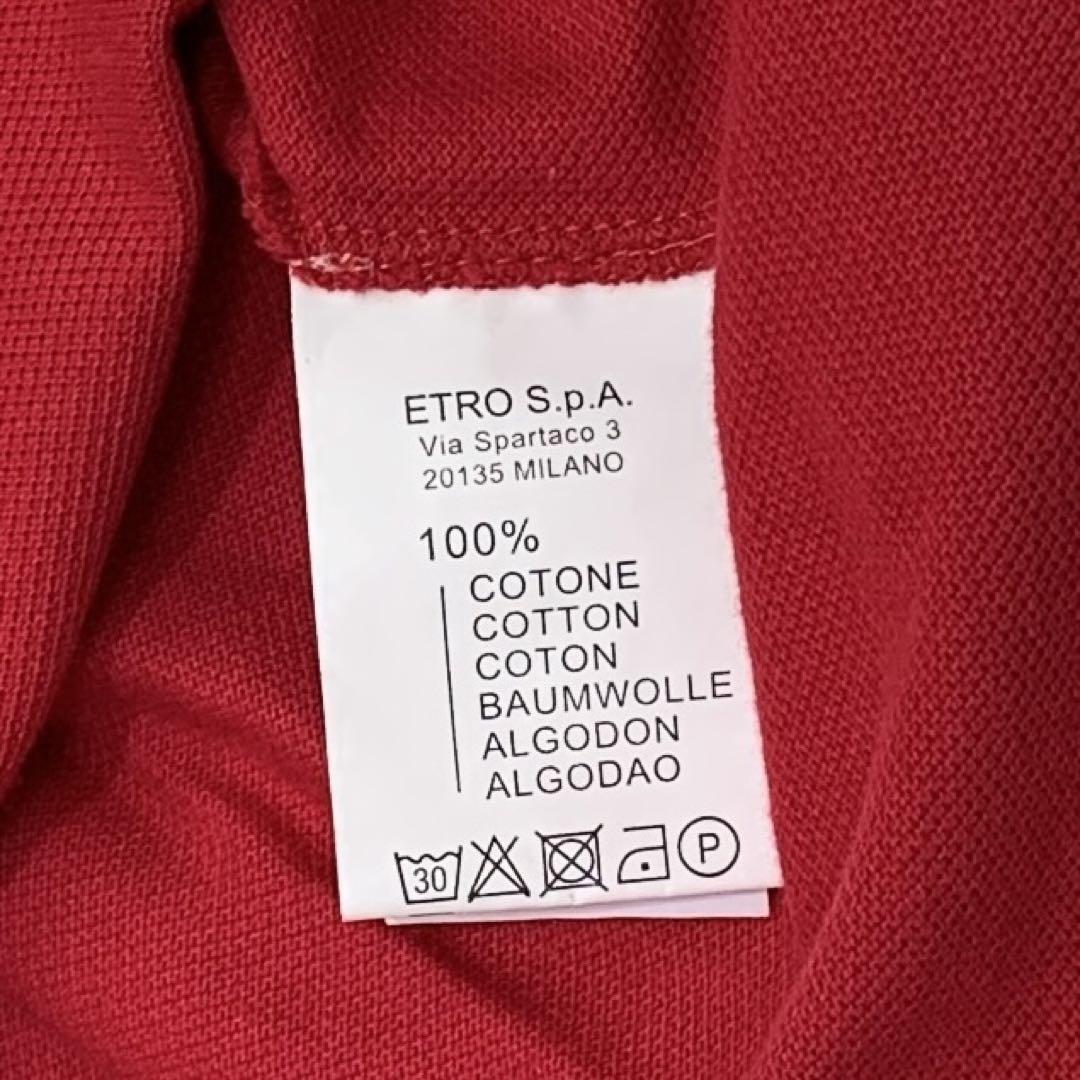 ETRO S.p.A.
Via Spartaco 3
20135 MILANO
100%
COTONE
COTTON
COTON
BAUMWOLLE
ALGODON
ALGODAO
30 P